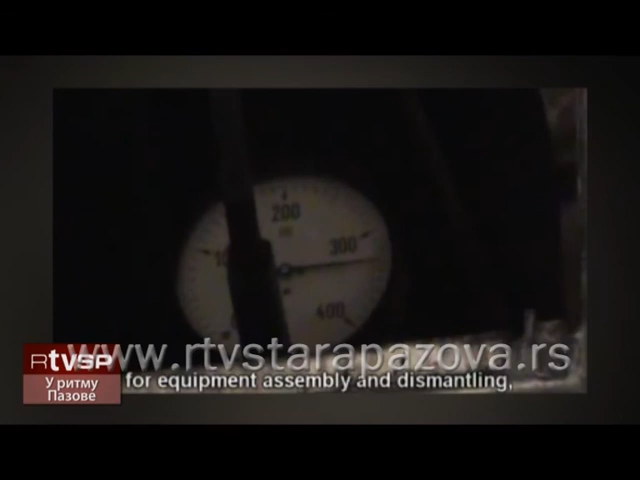 200
300
400
www.rtvstarapazova.rs
RTVSP
У ритму
Пазове
for equipment assembly and dismantling,